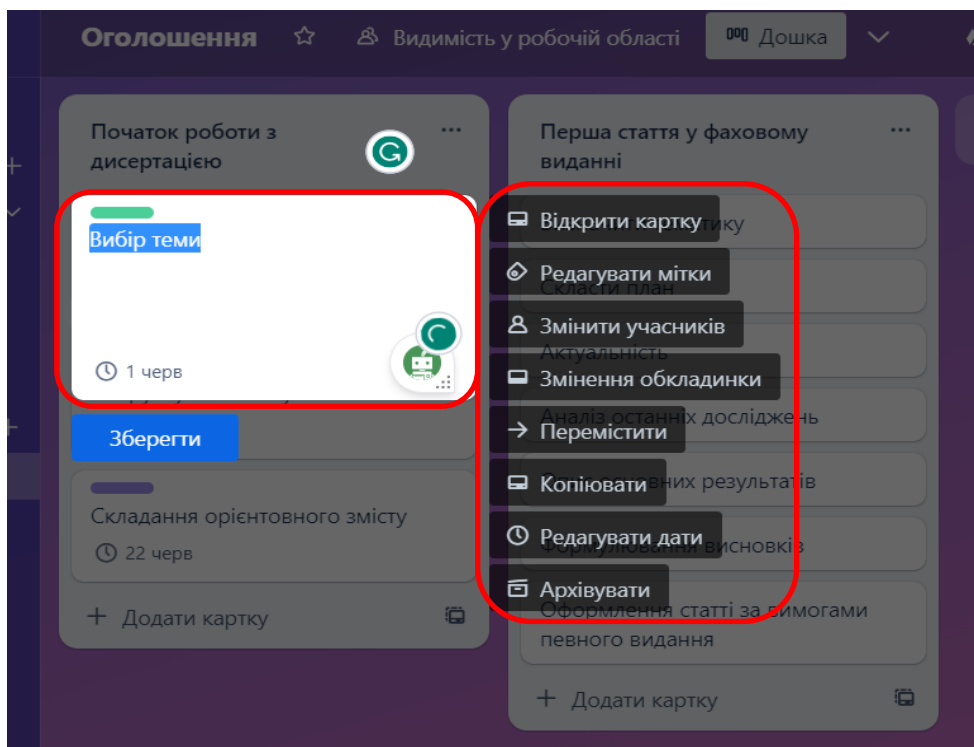 Оголошення
Видимість у робочій області
Дошка
Початок роботи з
дисертацією
Вибір теми
1 черв
Зберегти
Складання орієнтовного змісту
22 черв
Додати картку
Перша стаття у фаховому
виданні
Відкрити картку
Редагувати мітки
Скласти план
Змінити учасників
Актуальність
Змінення обкладинки
Аналіз останніх досліджень
Перемістити
результатів
Копіювати
Редагувати дати
Формулювання висновків
Архівувати
Оформлення статті за вимогами
певного видання
Додати картку